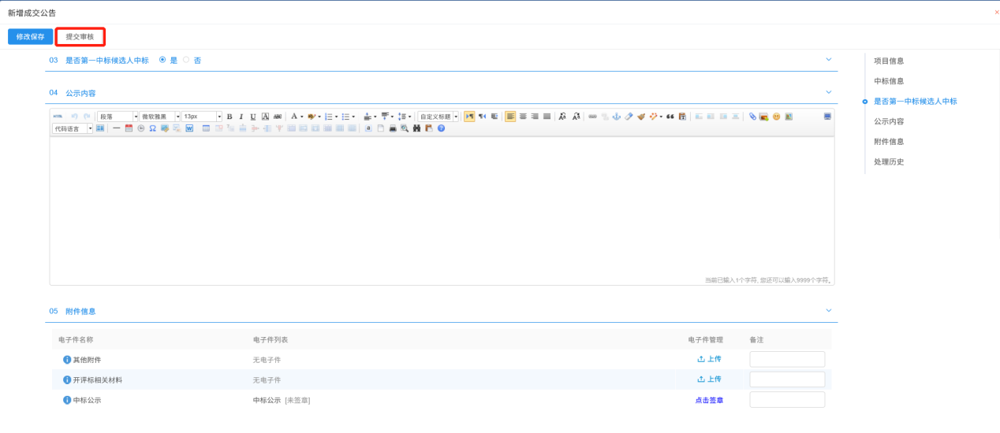 新增成交公告
×
修改保存 提交审核
03 是否第一中标候选人中标 是 否
04 公示内容
HTML 段落 微软雅黑 13px B I U A ABC A 自定义标题
代码语言
当前已输入1个字符, 您还可以输入9999个字符。
05 附件信息
电子件名称 电子件列表 电子件管理 备注
其他附件 无电子件 上传
开评标相关材料 无电子件 上传
中标公示 中标公示 [未签章] 点击签章
项目信息
中标信息
是否第一中标候选人中标
公示内容
附件信息
处理历史